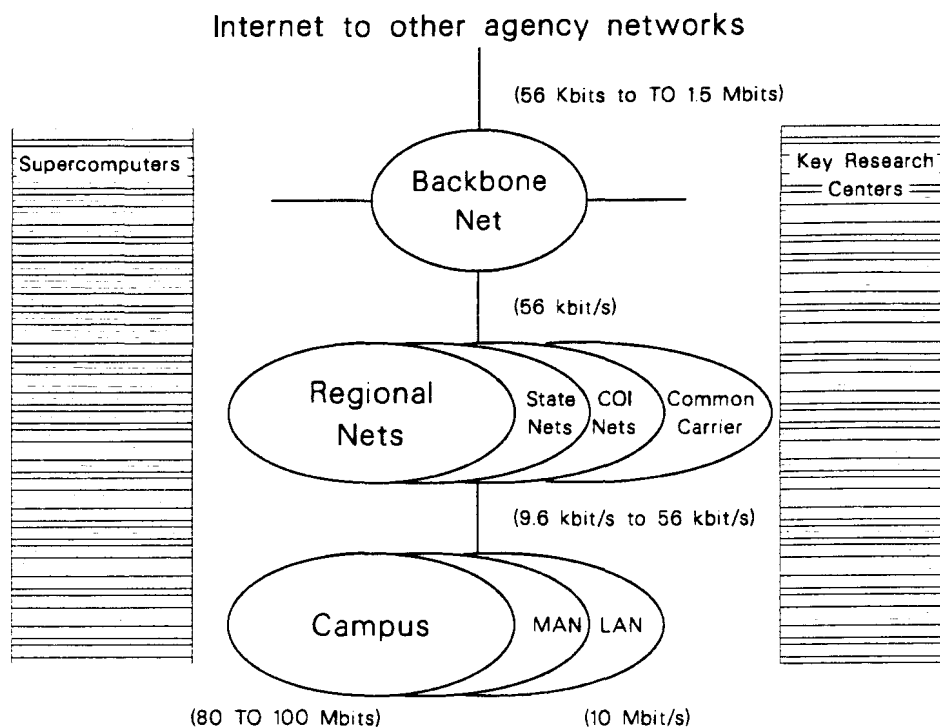 Internet to other agency networks
(56 Kbits to TO 1.5 Mbits)
Supercomputers
Key Research
Centers
Backbone
Net
(56 kbit/s)
Regional
Nets
State
Nets
COI
Nets
Common
Carrier
(9.6 kbit/s to 56 kbit/s)
Campus
MAN
LAN
(80 TO 100 Mbits)
(10 Mbit/s)